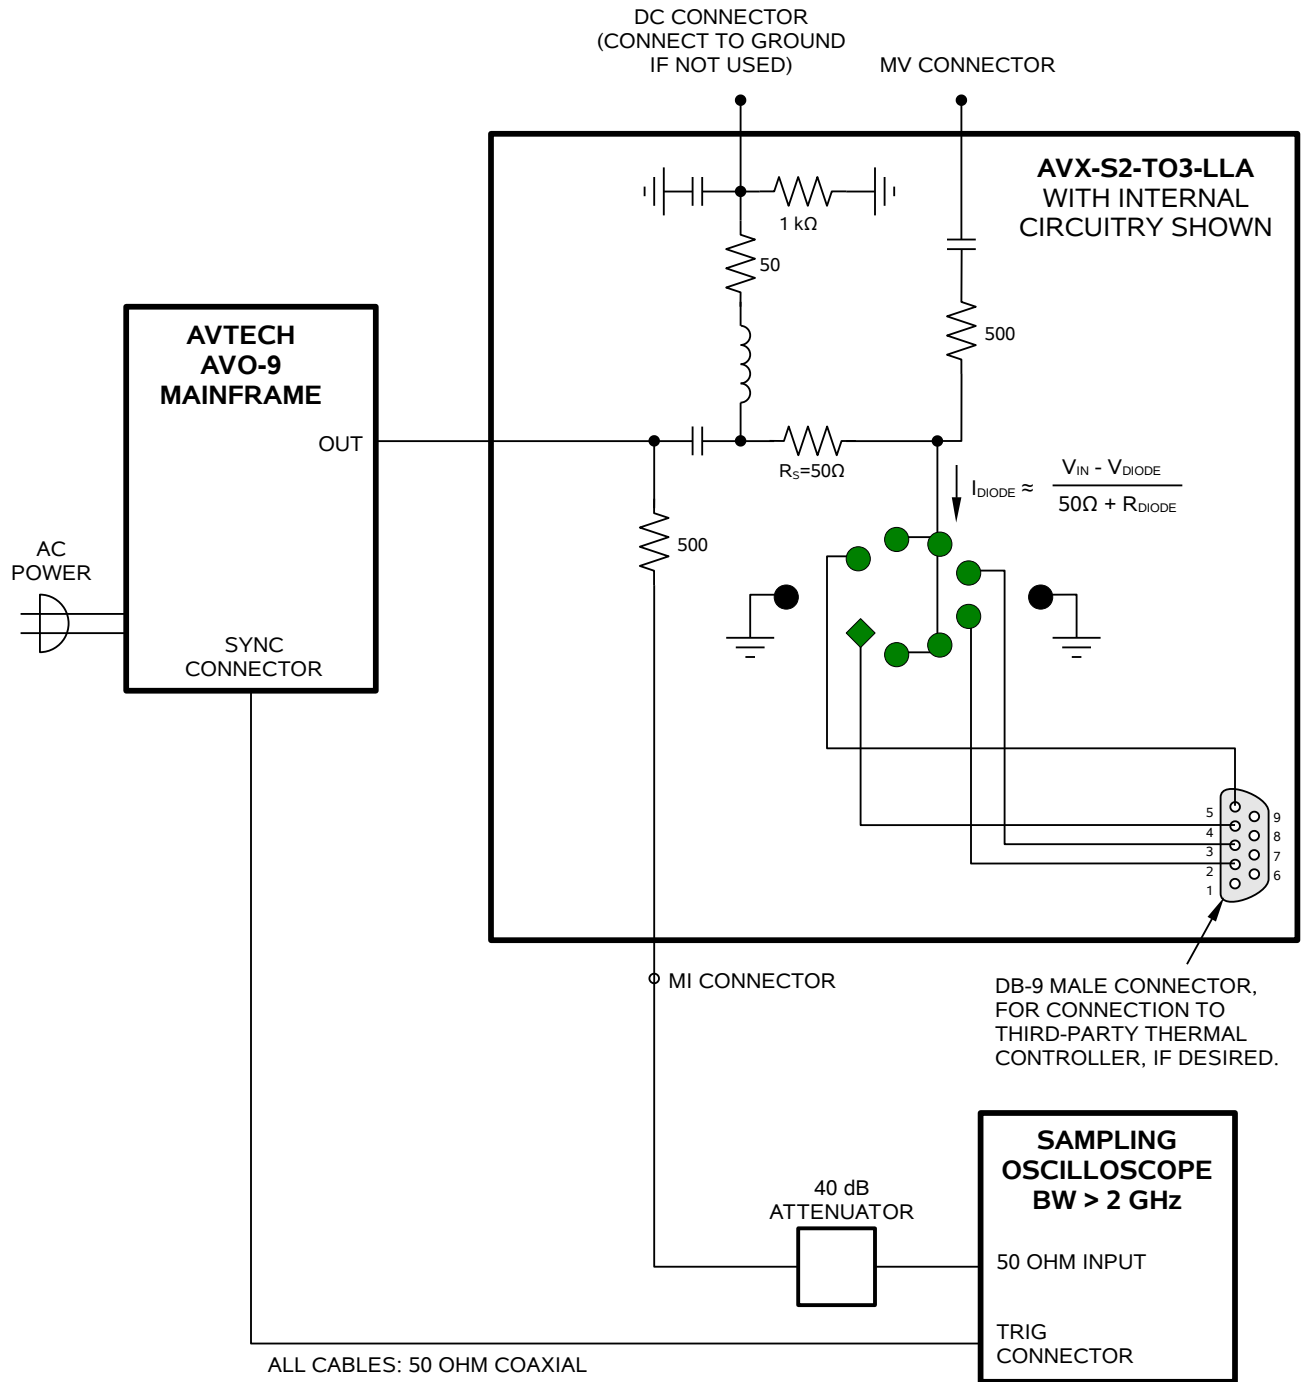 DC CONNECTOR
(CONNECT TO GROUND
IF NOT USED)
MV CONNECTOR
AVX-S2-TO3-LLA
WITH INTERNAL
CIRCUITRY SHOWN
1 kΩ
50
500
AVTECH
AVO-9
MAINFRAME
OUT
RS=50Ω
IDIODE ≈
VIN - VDIODE
50Ω + RDIODE
500
AC
POWER
SYNC
CONNECTOR
5
4
3
2
1
9
8
7
6
MI CONNECTOR
DB-9 MALE CONNECTOR,
FOR CONNECTION TO
THIRD-PARTY THERMAL
CONTROLLER, IF DESIRED.
SAMPLING
OSCILLOSCOPE
BW > 2 GHz
40 dB
ATTENUATOR
50 OHM INPUT
TRIG
CONNECTOR
ALL CABLES: 50 OHM COAXIAL